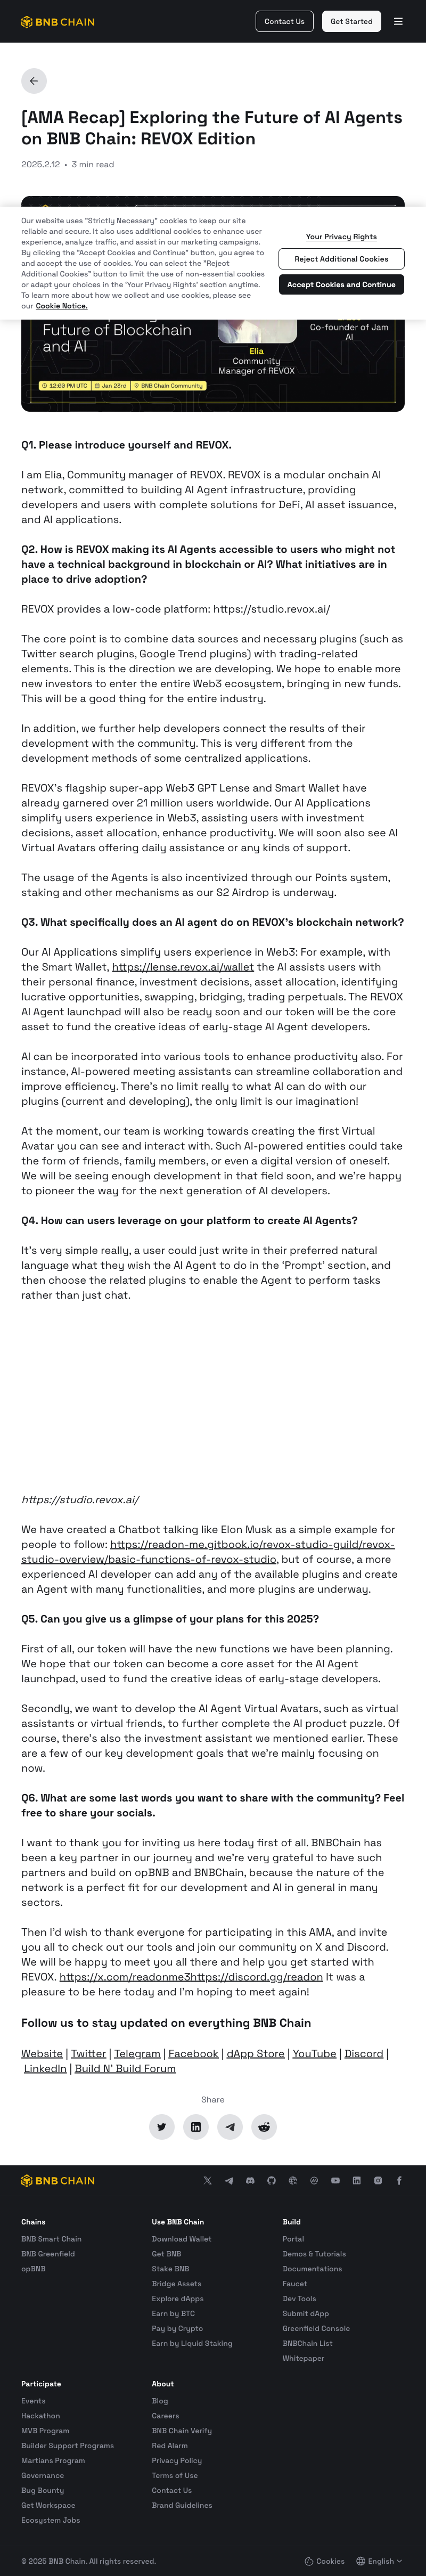 BNB CHAIN
Contact Us
Get Started
[AMA Recap] Exploring the Future of AI Agents
on BNB Chain: REVOX Edition
2025.2.12 • 3 min read
Our website uses "Strictly Necessary" cookies to keep our site
reliable and secure. It also uses additional cookies to enhance user
experience, analyze traffic, and assist in our marketing campaigns.
By clicking the "Accept Cookies and Continue" button, you agree to
and accept the use of cookies. You can select the "Reject
Additional Cookies" button to limit the use of non-essential cookies
or adapt your choices in the 'Your Privacy Rights' section at any time.
To learn more about how we collect and use cookies, please see
our Cookie Notice.
Your Privacy Rights
Reject Additional Cookies
Accept Cookies and Continue
Future of Blockchain
and AI
Elia
Community
Manager of REVOX
Co-founder of Jam
AI
12:00 PM UTC
Jan 23rd
BNB Chain Community
Q1. Please introduce yourself and REVOX.
I am Elia, Community manager of REVOX. REVOX is a modular onchain AI
network, committed to building AI Agent infrastructure, providing
developers and users with complete solutions for DeFi, AI asset issuance,
and AI applications.
Q2. How is REVOX making its AI Agents accessible to users who might not
have a technical background in blockchain or AI? What initiatives are in
place to drive adoption?
REVOX provides a low-code platform: https://studio.revox.ai/
The core point is to combine data sources and necessary plugins (such as
Twitter search plugins, Google Trend plugins) with trading-related
elements. This is the direction we are developing. We hope to enable more
new investors to enter the entire Web3 ecosystem, bringing in new funds.
This will be a good thing for the entire industry.
In addition, we further help developers connect the results of their
development with the community. This is very different from the
development methods of some centralized applications.
REVOX's flagship super-app Web3 GPT Lense and Smart Wallet have
already garnered over 21 million users worldwide. Our AI Applications
simplify users experience in Web3, assisting users with investment
decisions, asset allocation, enhance productivity. We will soon also see AI
Virtual Avatars offering daily assistance or any kinds of support.
The usage of the Agents is also incentivized through our Points system,
staking and other mechanisms as our S2 Airdrop is underway.
Q3. What specifically does an AI agent do on REVOX's blockchain network?
Our AI Applications simplify users experience in Web3: For example, with
the Smart Wallet, https://lense.revox.ai/wallet the AI assists users with
their personal finance, investment decisions, asset allocation, identifying
lucrative opportunities, swapping, bridging, trading perpetuals. The REVOX
AI Agent launchpad will also be ready soon and our token will be the core
asset to fund the creative ideas of early-stage AI Agent developers.
AI can be incorporated into various tools to enhance productivity also. For
instance, AI-powered meeting assistants can streamline collaboration and
improve efficiency. There's no limit really to what AI can do with our
plugins (current and developing), the only limit is our imagination!
At the moment, our team is working towards creating the first Virtual
Avatar you can see and interact with. Such AI-powered entities could take
the form of friends, family members, or even a digital version of oneself.
We will be seeing enough development in that field soon, and we're happy
to pioneer the way for the next generation of AI developers.
Q4. How can users leverage on your platform to create AI Agents?
It's very simple really, a user could just write in their preferred natural
language what they wish the AI Agent to do in the 'Prompt' section, and
then choose the related plugins to enable the Agent to perform tasks
rather than just chat.
https://studio.revox.ai/
We have created a Chatbot talking like Elon Musk as a simple example for
people to follow: https://readon-me.gitbook.io/revox-studio-guild/revox-
studio-overview/basic-functions-of-revox-studio, but of course, a more
experienced AI developer can add any of the available plugins and create
an Agent with many functionalities, and more plugins are underway.
Q5. Can you give us a glimpse of your plans for this 2025?
First of all, our token will have the new functions we have been planning.
We hope that our token can become a core asset for the AI Agent
launchpad, used to fund the creative ideas of early-stage developers.
Secondly, we want to develop the AI Agent Virtual Avatars, such as virtual
assistants or virtual friends, to further complete the AI product puzzle. Of
course, there's also the investment assistant we mentioned earlier. These
are a few of our key development goals that we're mainly focusing on
now.
Q6. What are some last words you want to share with the community? Feel
free to share your socials.
I want to thank you for inviting us here today first of all. BNBChain has
been a key partner in our journey and we're very grateful to have such
partners and build on opBNB and BNBChain, because the nature of the
network is a perfect fit for our development and AI in general in many
sectors.
Then I'd wish to thank everyone for participating in this AMA, and invite
you all to check out our tools and join our community on X and Discord.
We will be happy to meet you all there and help you get started with
REVOX. https://x.com/readonme3https://discord.gg/readon It was a
pleasure to be here today and I'm hoping to meet again!
Follow us to stay updated on everything BNB Chain
Website | Twitter | Telegram | Facebook | dApp Store | YouTube | Discord |
LinkedIn | Build N' Build Forum
Share
BNB CHAIN
Chains
BNB Smart Chain
BNB Greenfield
opBNB
Use BNB Chain
Download Wallet
Get BNB
Stake BNB
Bridge Assets
Explore dApps
Earn by BTC
Pay by Crypto
Earn by Liquid Staking
Build
Portal
Demos & Tutorials
Documentations
Faucet
Dev Tools
Submit dApp
Greenfield Console
BNBChain List
Whitepaper
Participate
Events
Hackathon
MVB Program
Builder Support Programs
Martians Program
Governance
Bug Bounty
Get Workspace
Ecosystem Jobs
About
Blog
Careers
BNB Chain Verify
Red Alarm
Privacy Policy
Terms of Use
Contact Us
Brand Guidelines
© 2025 BNB Chain. All rights reserved.
Cookies
English